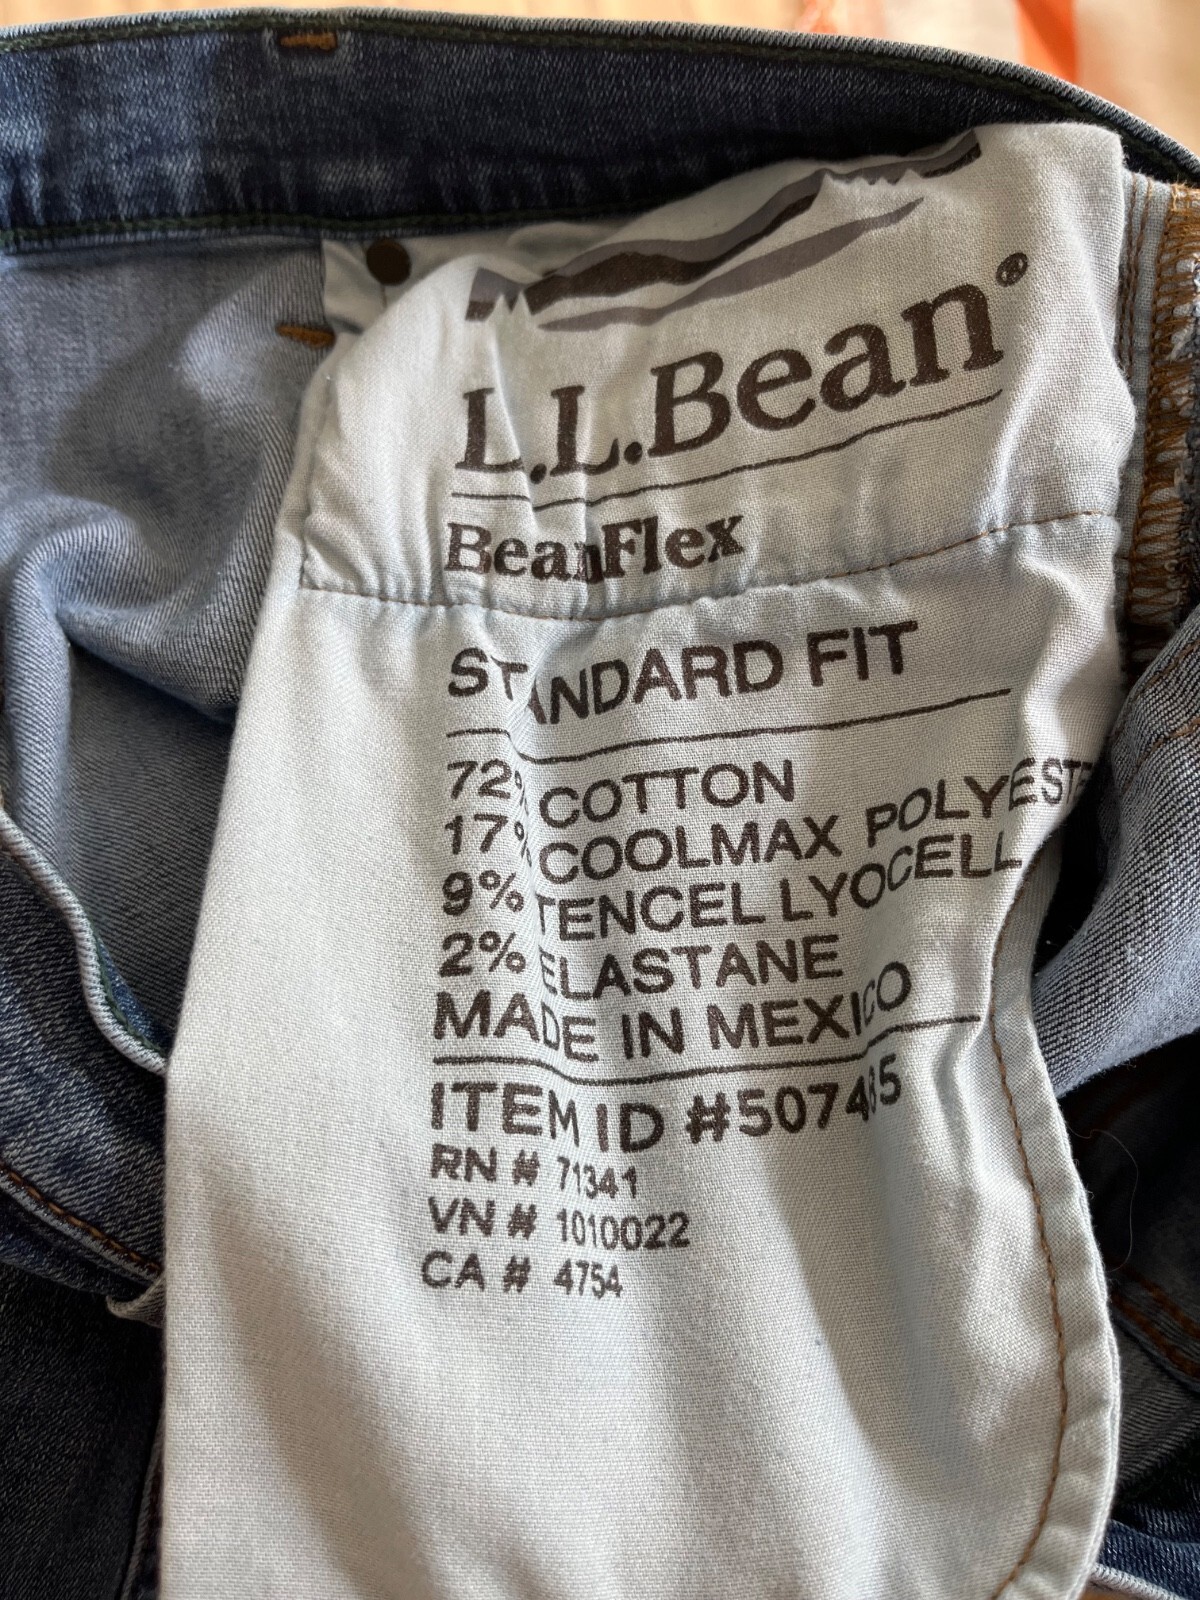 L.L.Bean®
BeanFlex
STANDARD FIT
72% COTTON
17% COOLMAX POLYESTE
9% TENCEL LYOCELL
2% ELASTANE
MADE IN MEXICO
ITEM ID #507485
RN # 71341
VN # 1010022
CA # 4754